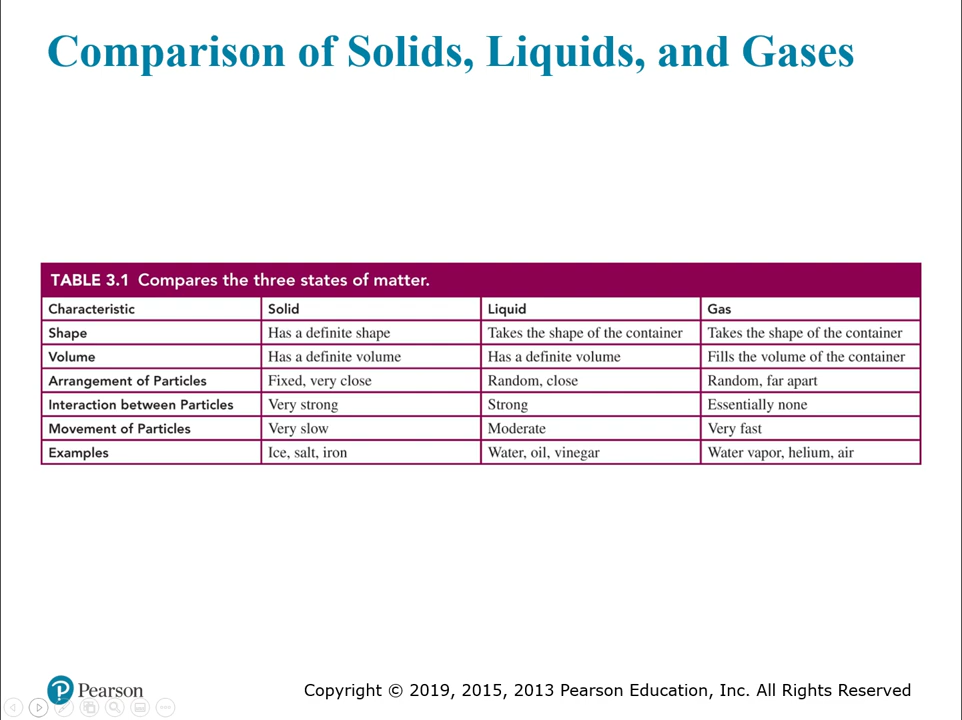 Comparison of Solids, Liquids, and Gases
TABLE 3.1 Compares the three states of matter.
Characteristic Solid Liquid Gas
Shape Has a definite shape Takes the shape of the container Takes the shape of the container
Volume Has a definite volume Has a definite volume Fills the volume of the container
Arrangement of Particles Fixed, very close Random, close Random, far apart
Interaction between Particles Very strong Strong Essentially none
Movement of Particles Very slow Moderate Very fast
Examples Ice, salt, iron Water, oil, vinegar Water vapor, helium, air
Pearson Copyright © 2019, 2015, 2013 Pearson Education, Inc. All Rights Reserved